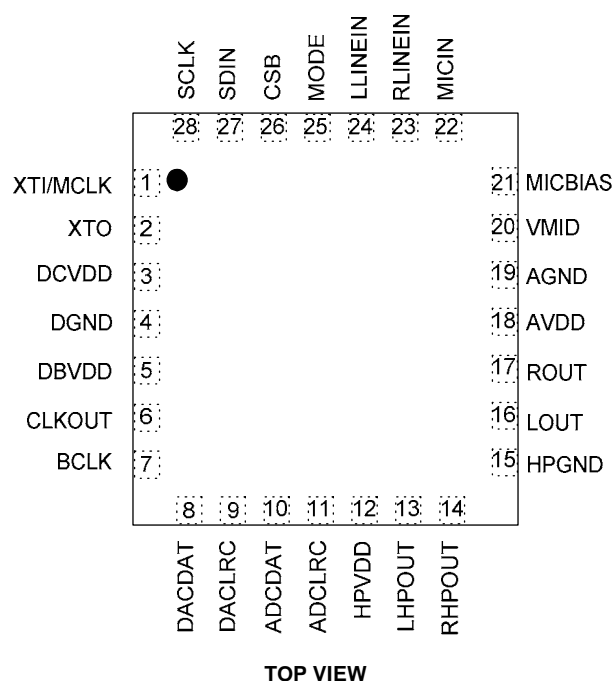 SCLK
SDIN
CSB
MODE
LLINEIN
RLINEIN
MICIN
28 27 26 25 24 23 22
XTI/MCLK 1
21 MICBIAS
XTO 2
20 VMID
DCVDD 3
19 AGND
DGND 4
18 AVDD
DBVDD 5
17 ROUT
CLKOUT 6
16 LOUT
BCLK 7
15 HPGND
8 9 10 11 12 13 14
DACDAT
DACLRC
ADCDAT
ADCLRC
HPVDD
LHPOUT
RHPOUT
TOP VIEW